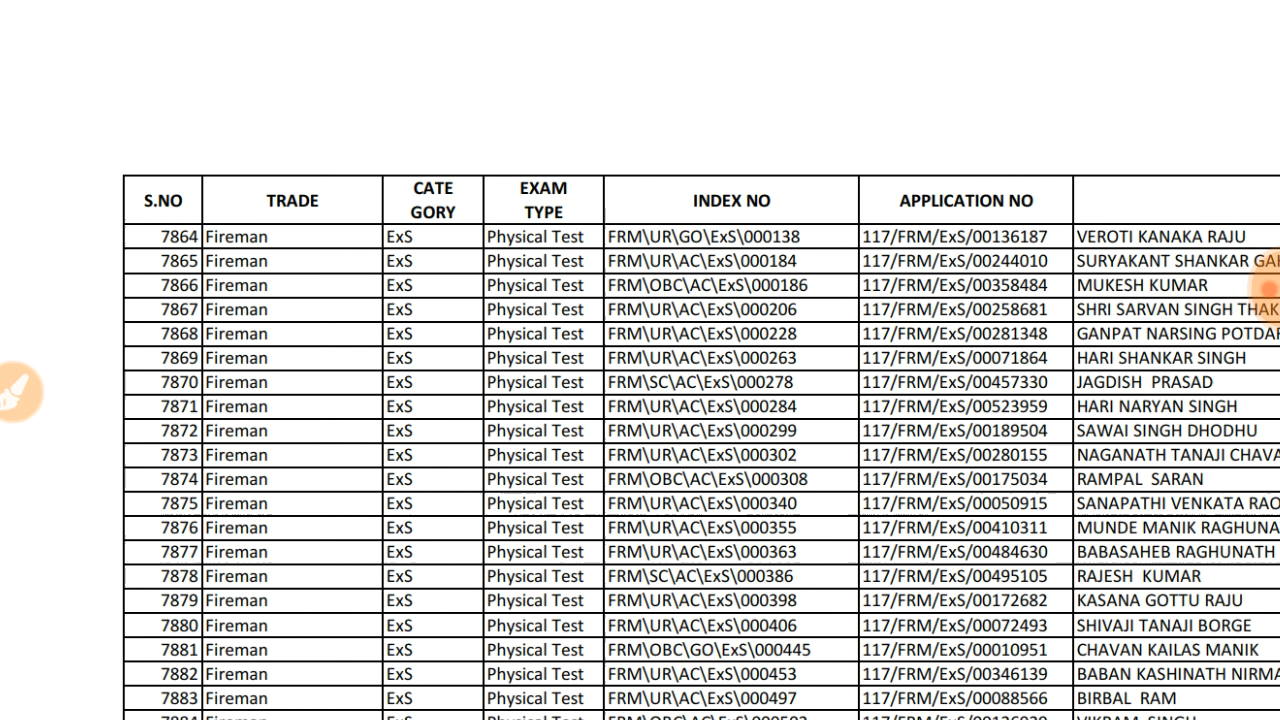 S.NO TRADE CATE GORY EXAM TYPE INDEX NO APPLICATION NO
7864 Fireman ExS Physical Test FRM\UR\GO\ExS\000138 117/FRM/ExS/00136187 VEROTI KANAKA RAJU
7865 Fireman ExS Physical Test FRM\UR\AC\ExS\000184 117/FRM/ExS/00244010 SURYAKANT SHANKAR
7866 Fireman ExS Physical Test FRM\OBC\AC\ExS\000186 117/FRM/ExS/00358484 MUKESH KUMAR
7867 Fireman ExS Physical Test FRM\UR\AC\ExS\000206 117/FRM/ExS/00258681 SHRI SARVAN SINGH THAK
7868 Fireman ExS Physical Test FRM\UR\AC\ExS\000228 117/FRM/ExS/00281348 GANPAT NARSING POTDAR
7869 Fireman ExS Physical Test FRM\UR\AC\ExS\000263 117/FRM/ExS/00071864 HARI SHANKAR SINGH
7870 Fireman ExS Physical Test FRM\SC\AC\ExS\000278 117/FRM/ExS/00457330 JAGDISH PRASAD
7871 Fireman ExS Physical Test FRM\UR\AC\ExS\000284 117/FRM/ExS/00523959 HARI NARYAN SINGH
7872 Fireman ExS Physical Test FRM\UR\AC\ExS\000299 117/FRM/ExS/00189504 SAWAI SINGH DHODHU
7873 Fireman ExS Physical Test FRM\UR\AC\ExS\000302 117/FRM/ExS/00280155 NAGANATH TANAJI CHAVA
7874 Fireman ExS Physical Test FRM\OBC\AC\ExS\000308 117/FRM/ExS/00175034 RAMPAL SARAN
7875 Fireman ExS Physical Test FRM\UR\AC\ExS\000340 117/FRM/ExS/00050915 SANAPATHI VENKATA RAO
7876 Fireman ExS Physical Test FRM\UR\AC\ExS\000355 117/FRM/ExS/00410311 MUNDE MANIK RAGHUNA
7877 Fireman ExS Physical Test FRM\UR\AC\ExS\000363 117/FRM/ExS/00484630 BABASAHEB RAGHUNATH
7878 Fireman ExS Physical Test FRM\SC\AC\ExS\000386 117/FRM/ExS/00495105 RAJESH KUMAR
7879 Fireman ExS Physical Test FRM\UR\AC\ExS\000398 117/FRM/ExS/00172682 KASANA GOTTU RAJU
7880 Fireman ExS Physical Test FRM\UR\AC\ExS\000406 117/FRM/ExS/00072493 SHIVAJI TANAJI BORGE
7881 Fireman ExS Physical Test FRM\OBC\GO\ExS\000445 117/FRM/ExS/00010951 CHAVAN KAILAS MANIK
7882 Fireman ExS Physical Test FRM\UR\AC\ExS\000453 117/FRM/ExS/00346139 BABAN KASHINATH NIRMA
7883 Fireman ExS Physical Test FRM\UR\AC\ExS\000497 117/FRM/ExS/00088566 BIRBAL RAM